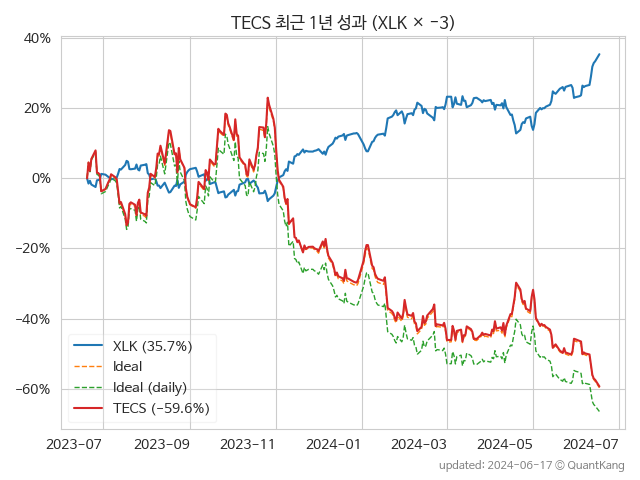 TECS 최근 1년 성과 (XLK × −3)
40%
20%
0%
−20%
−40%
−60%
XLK (35.7%)
Ideal
Ideal (daily)
TECS (−59.6%)
2023-07 2023-09 2023-11 2024-01 2024-03 2024-05 2024-07
updated: 2024-06-17 © QuantKang